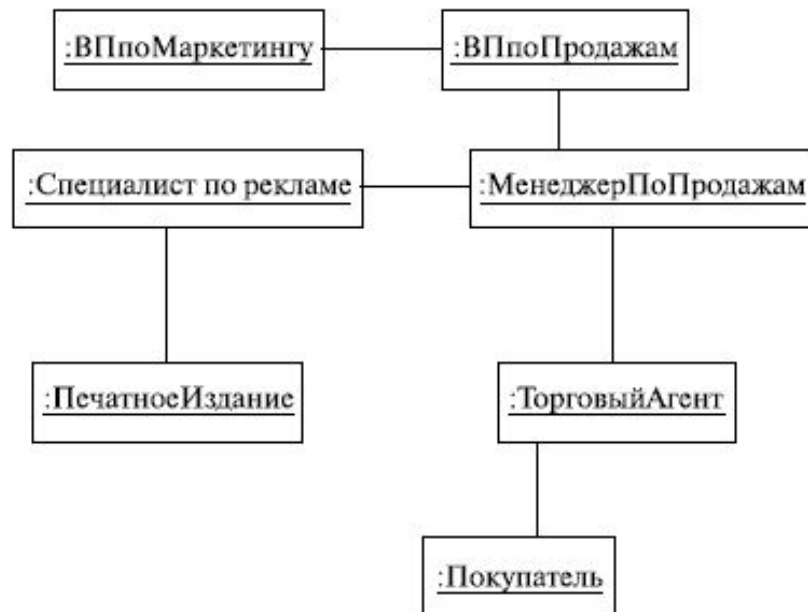 :ВПпоМаркетингу
:ВПпоПродажам
:Специалист по рекламе
:МенеджерПоПродажам
:ПечатноеИздание
:ТорговыйАгент
:Покупатель